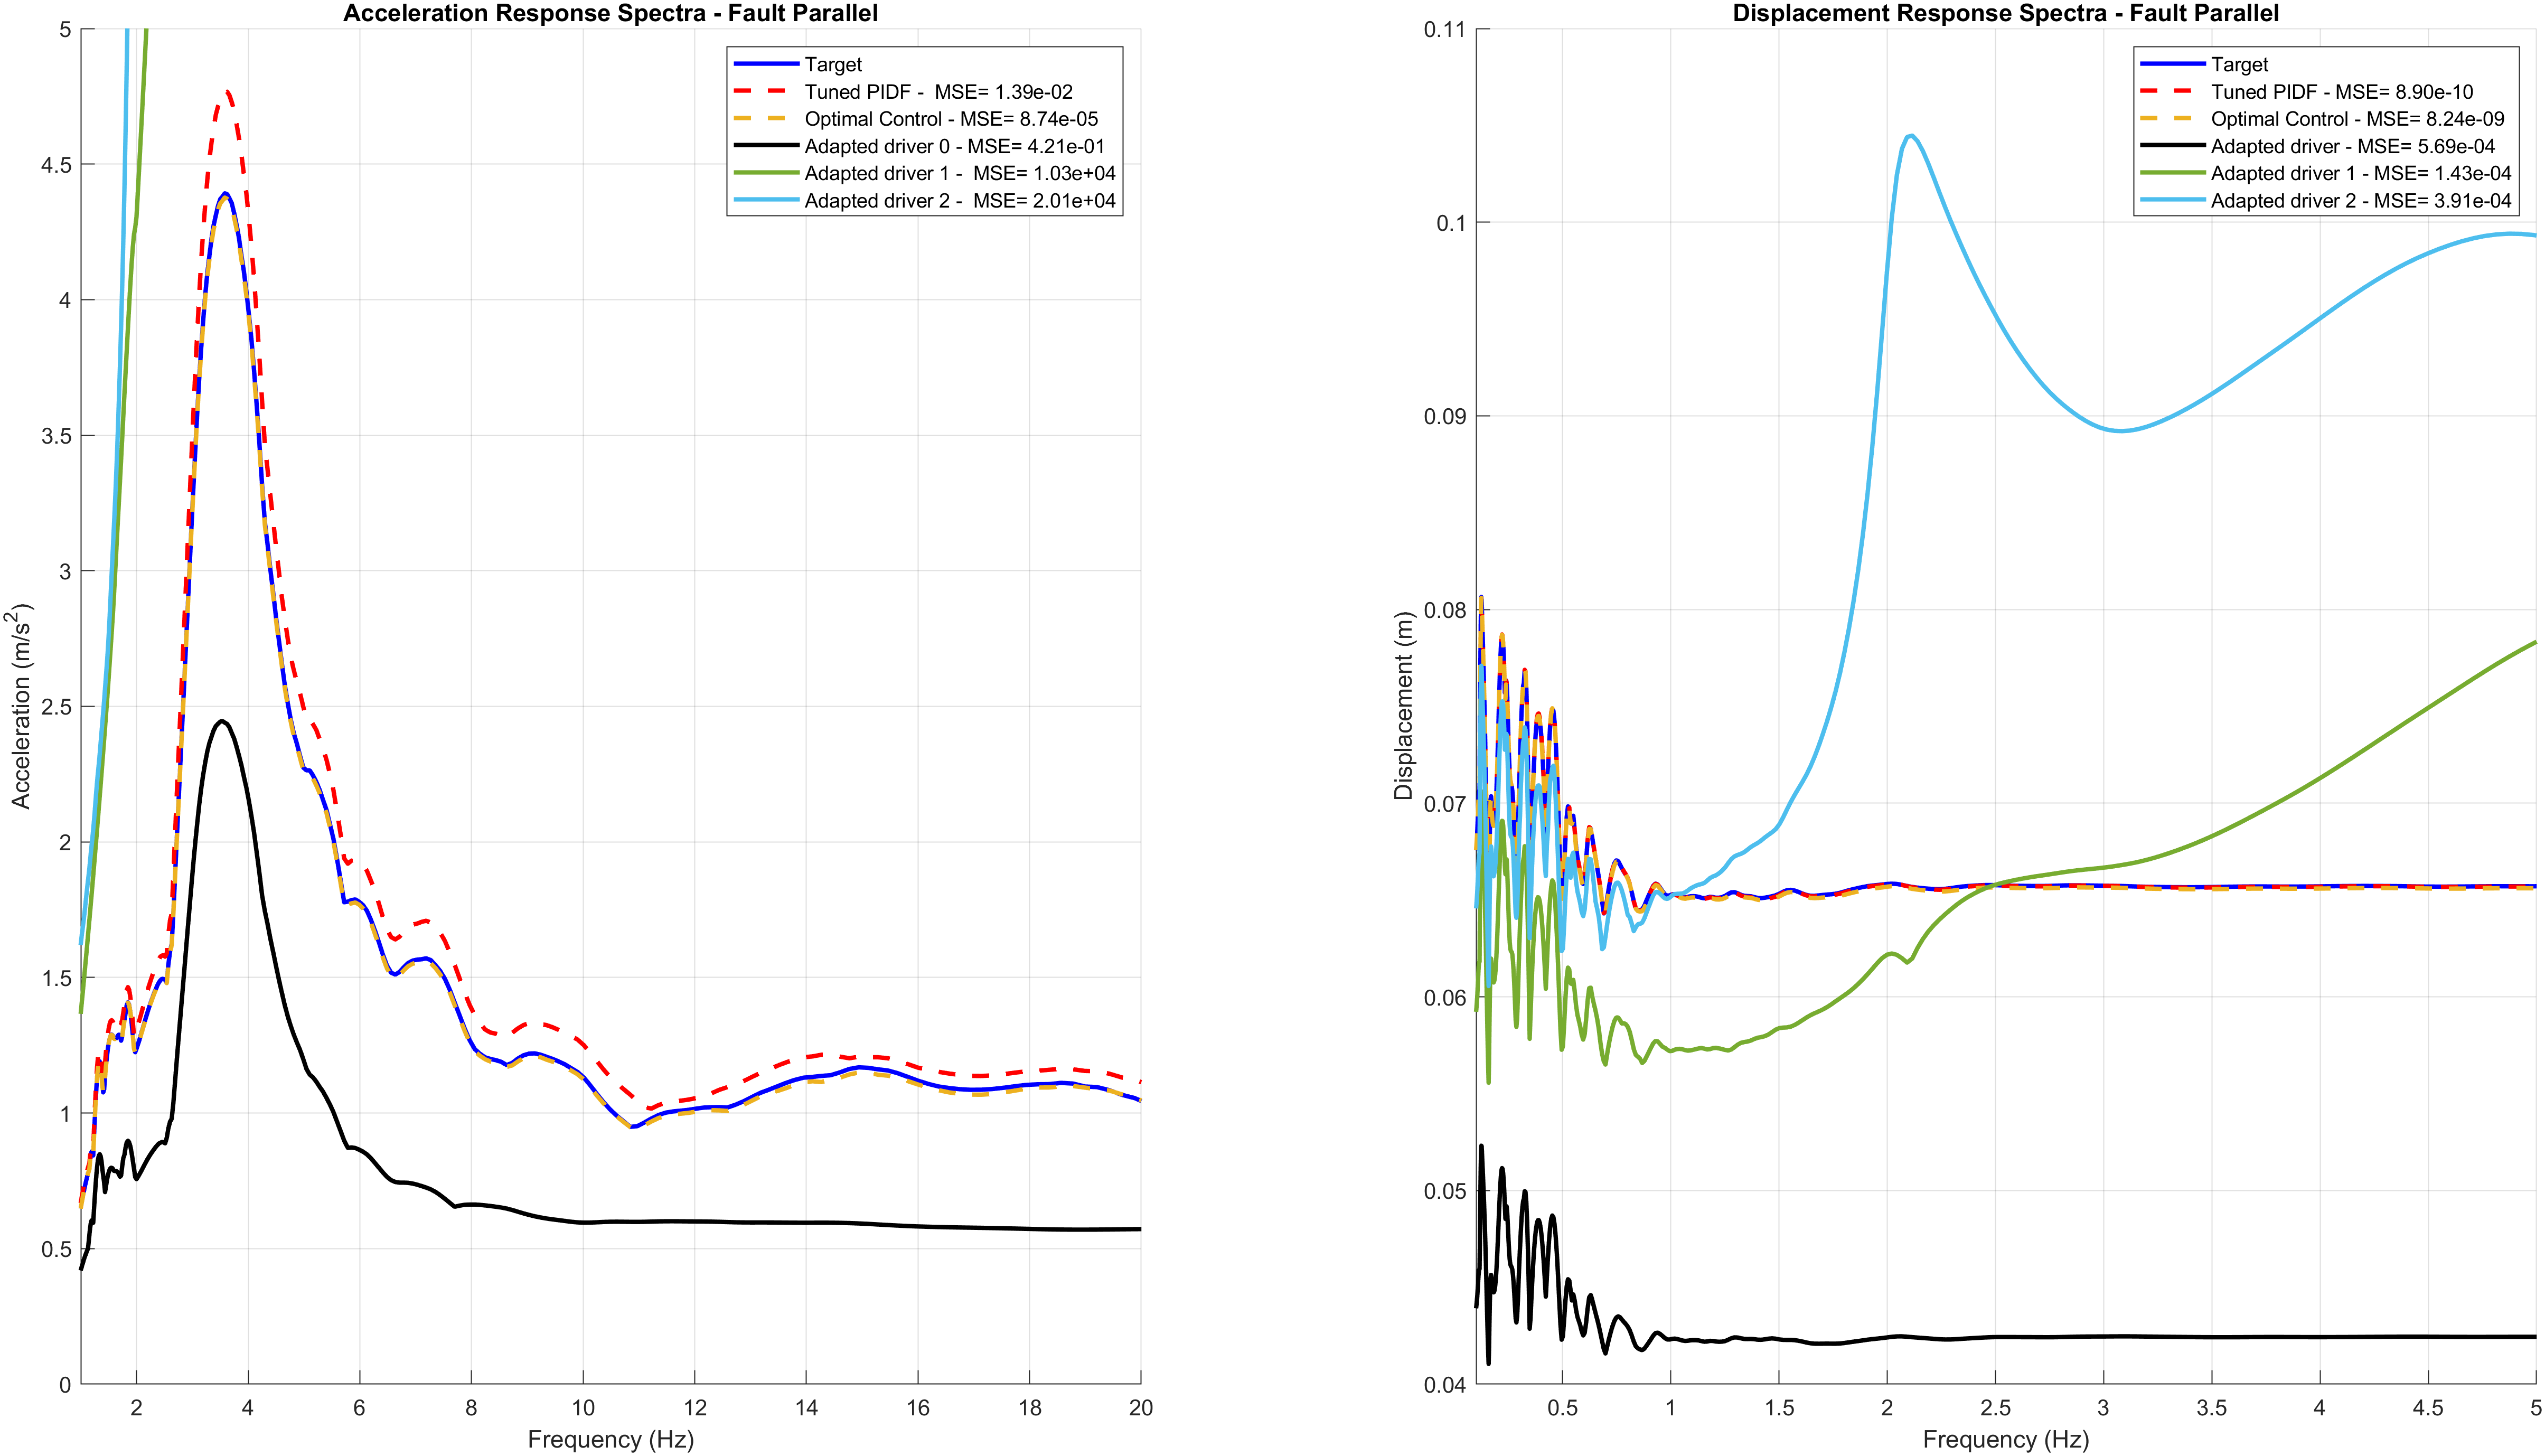 Acceleration Response Spectra - Fault Parallel
Acceleration (m/s²)
5
4.5
4
3.5
3
2.5
2
1.5
1
0.5
0
Target
Tuned PIDF -  MSE= 1.39e-02
Optimal Control - MSE= 8.74e-05
Adapted driver 0 - MSE= 4.21e-01
Adapted driver 1 -  MSE= 1.03e+04
Adapted driver 2 -  MSE= 2.01e+04
2 4 6 8 10 12 14 16 18 20
Frequency (Hz)
Displacement Response Spectra - Fault Parallel
Displacement (m)
0.11
0.1
0.09
0.08
0.07
0.06
0.05
0.04
Target
Tuned PIDF - MSE= 8.90e-10
Optimal Control - MSE= 8.24e-09
Adapted driver - MSE= 5.69e-04
Adapted driver 1 - MSE= 1.43e-04
Adapted driver 2 - MSE= 3.91e-04
0.5 1 1.5 2 2.5 3 3.5 4 4.5 5
Frequency (Hz)